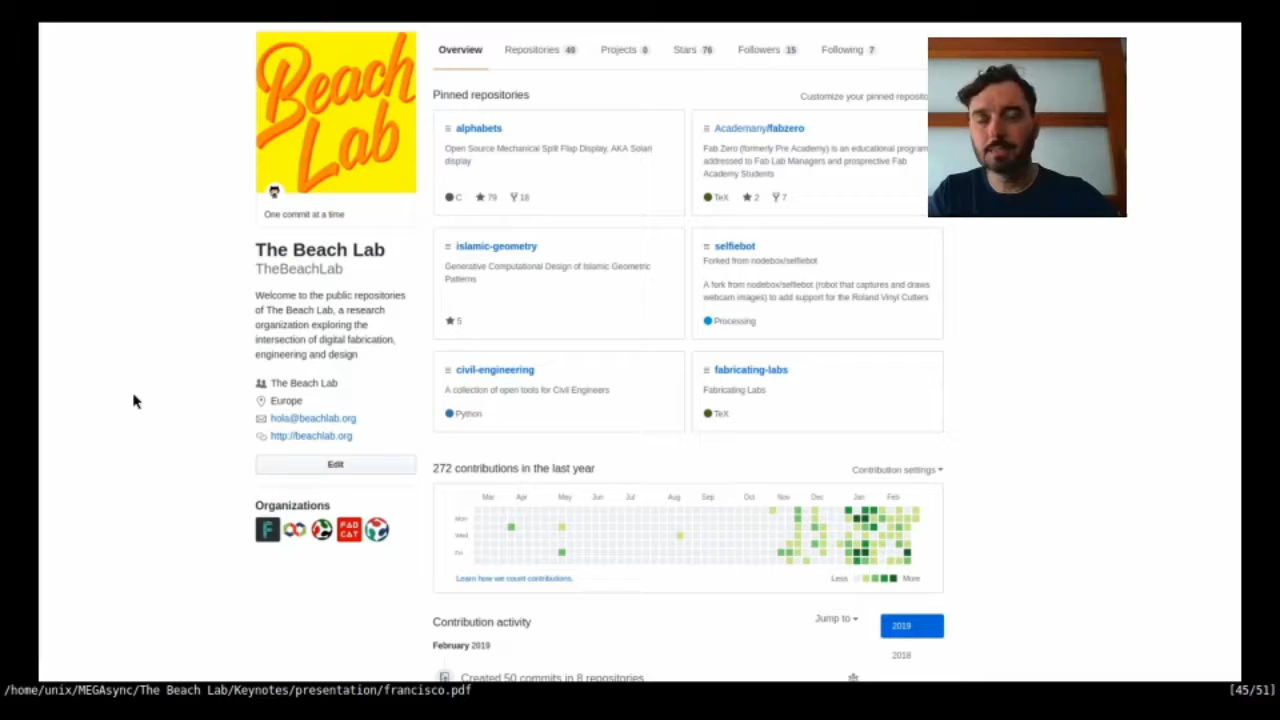 Beach
Lab
One commit at a time
The Beach Lab
TheBeachLab
Welcome to the public repositories
of The Beach Lab, a research
organization exploring the
intersection of digital fabrication,
engineering and design
The Beach Lab
Europe
hola@beachlab.org
http://beachlab.org
Edit
Organizations
FAB
CAT
Overview Repositories 49 Projects 0 Stars 76 Followers 15 Following 7
Pinned repositories
Customize your pinned
alphabets
Open Source Mechanical Split Flap Display, AKA Solari
display
C 79 18
Academany/fabzero
Fab Zero (formerly Pre Academy) is an educational program
addressed to Fab Lab Managers and prosprective Fab
Academy Students
TeX 2 7
islamic-geometry
Generative Computational Design of Islamic Geometric
Patterns
5
selfiebot
Forked from nodebox/selfiebot
A fork from nodebox/selfiebot (robot that captures and draws
webcam images) to add support for the Roland Vinyl Cutters
Processing
civil-engineering
A collection of open tools for Civil Engineers
Python
fabricating-labs
Fabricating Labs
TeX
272 contributions in the last year
Contribution settings
Mar Apr May Jun Jul Aug Sep Oct Nov Dec Jan Feb
Mon
Wed
Fri
Learn how we count contributions.
Less More
Contribution activity
Jump to
2019
2018
February 2019
Created 50 commits in 8 repositories
/home/unix/MEGAsync/The Beach Lab/Keynotes/presentation/francisco.pdf
[45/51]